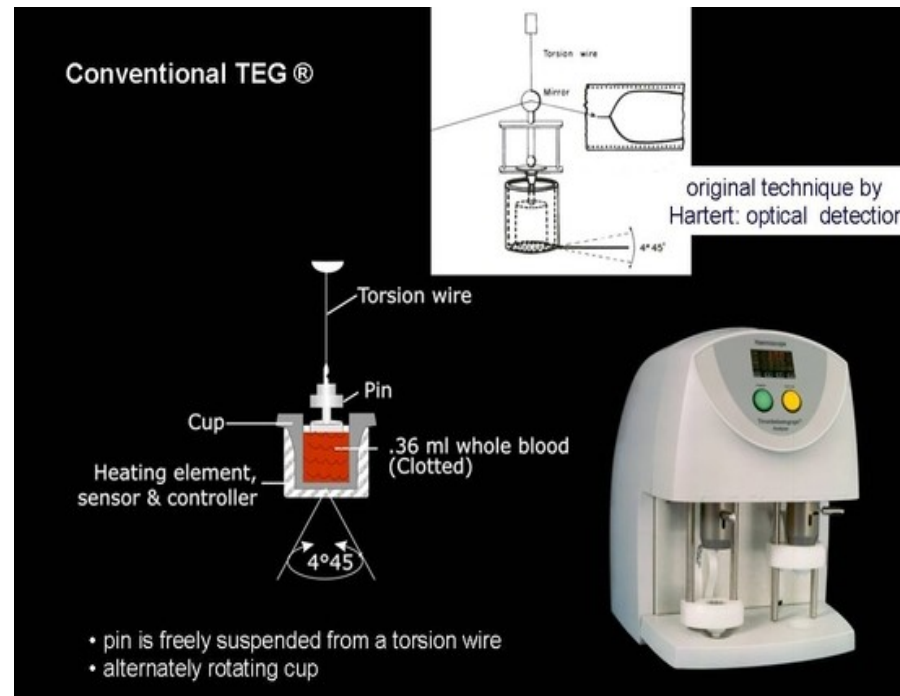 Conventional TEG ®
Torsion wire
Mirror
4° 45'
original technique by
Hartert: optical detection
Torsion wire
Pin
Cup
.36 ml whole blood
(Clotted)
Heating element,
sensor & controller
4°45'
• pin is freely suspended from a torsion wire
• alternately rotating cup